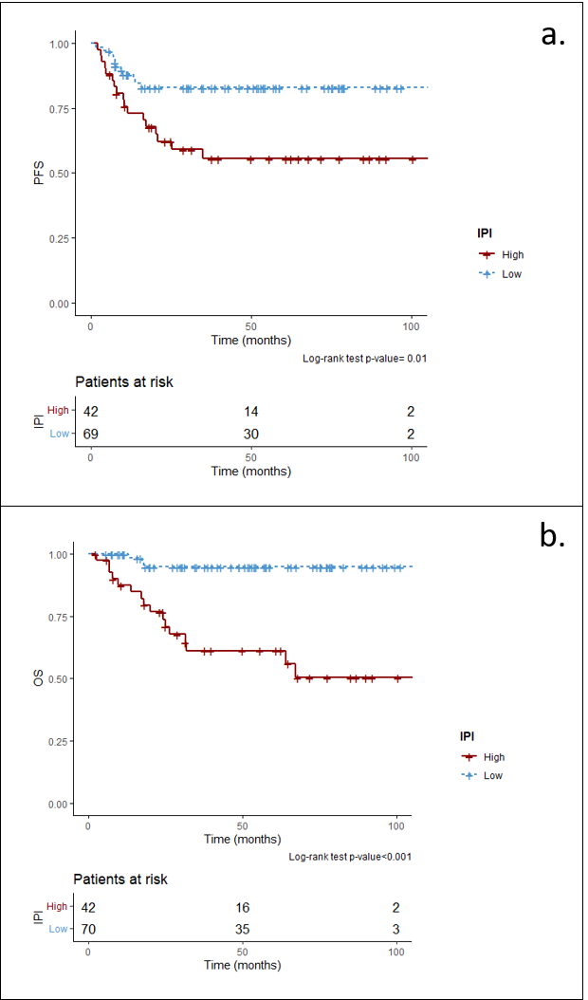 a.
1.00
0.75
PFS
0.50
0.25
0.00
IPI
High
Low
0 50 100
Time (months)
Log-rank test p-value= 0.01
Patients at risk
IPI
High 42 14 2
Low 69 30 2
0 50 100
Time (months)
b.
1.00
0.75
OS
0.50
0.25
0.00
IPI
High
Low
0 50 100
Time (months)
Log-rank test p-value<0.001
Patients at risk
IPI
High 42 16 2
Low 70 35 3
0 50 100
Time (months)